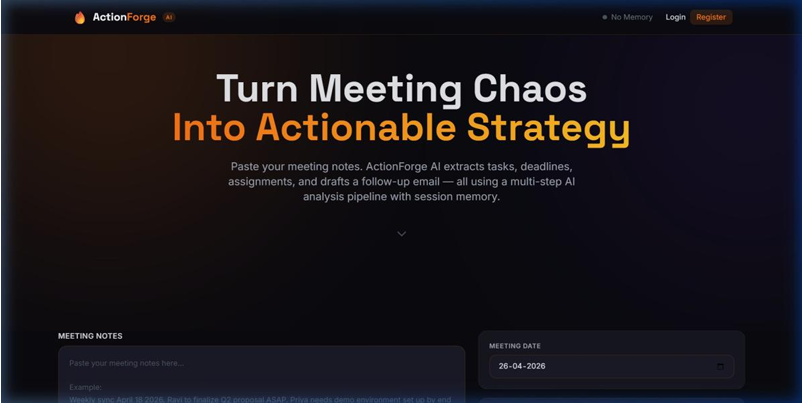 ActionForge AI
No Memory
Login
Register
Turn Meeting Chaos
Into Actionable Strategy
Paste your meeting notes. ActionForge AI extracts tasks, deadlines,
assignments, and drafts a follow-up email — all using a multi-step AI
analysis pipeline with session memory.
MEETING NOTES
Paste your meeting notes here...
Example:
Weekly sync April 18 2026. Ravi to finalize Q2 proposal ASAP. Priya needs demo environment set up by end
MEETING DATE
26-04-2026